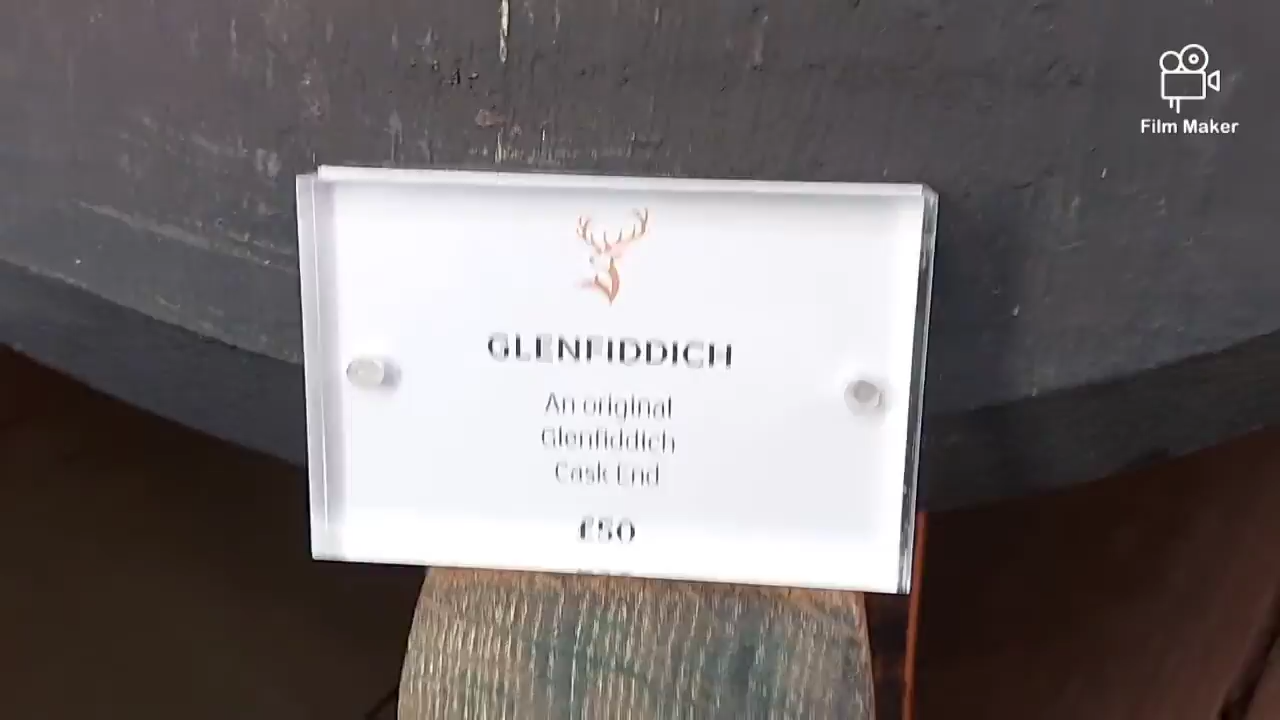 Film Maker
GLENFIDDICH
An original
Glenfiddich
Cask End
£50